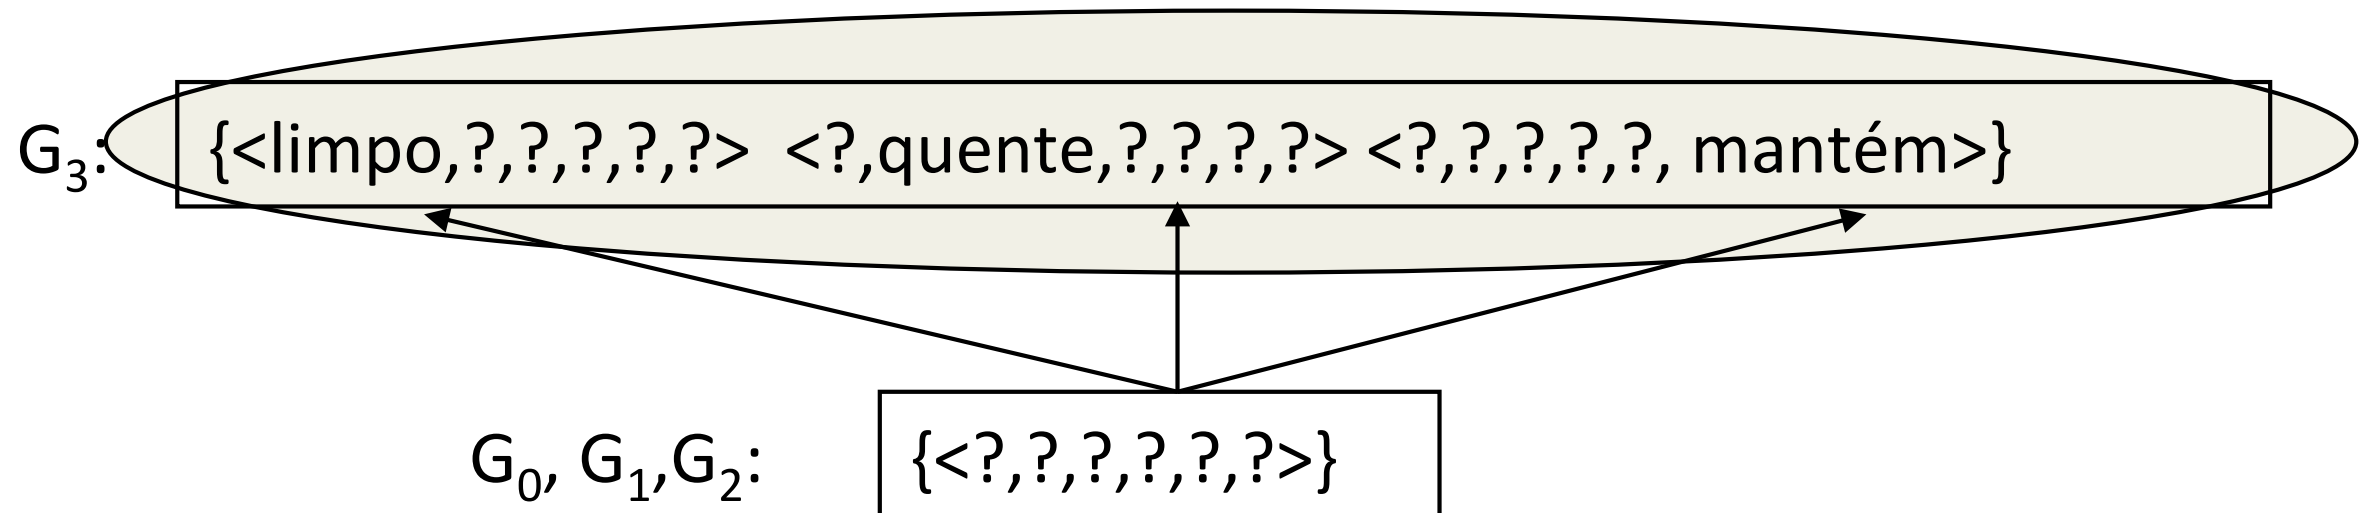 G₃: {<limpo,?,?,?,?,?> <?,quente,?,?,?,?> <?,?,?,?,?, mantém>}
G₀, G₁,G₂: {<?,?,?,?,?,?>}